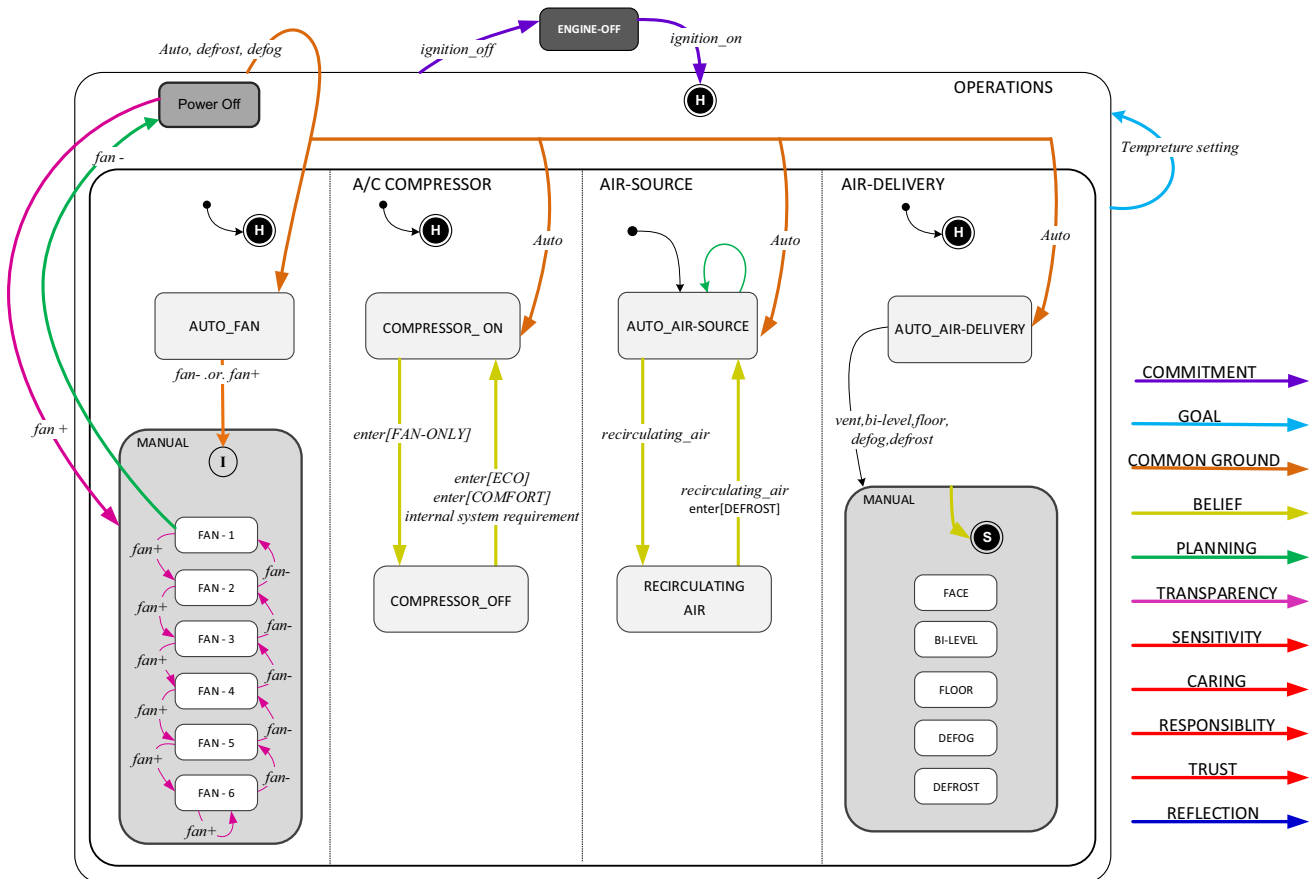 ENGINE-OFF
Auto, defrost, defog
ignition_off
ignition_on
OPERATIONS
Power Off
H
fan -
Tempreture setting
A/C COMPRESSOR
AIR-SOURCE
AIR-DELIVERY
H
H
H
Auto
Auto
Auto
AUTO_FAN
COMPRESSOR_ ON
AUTO_AIR-SOURCE
AUTO_AIR-DELIVERY
fan- .or. fan+
fan +
MANUAL
I
enter[FAN-ONLY]
enter[ECO]
enter[COMFORT]
internal system requirement
recirculating_air
recirculating_air
enter[DEFROST]
vent,bi-level,floor,
defog,defrost
MANUAL
S
FAN - 1
fan+
fan-
FAN - 2
fan+
fan-
FAN - 3
fan+
fan-
FAN - 4
fan+
fan-
FAN - 5
fan+
fan-
FAN - 6
fan+
COMPRESSOR_OFF
RECIRCULATING
AIR
FACE
BI-LEVEL
FLOOR
DEFOG
DEFROST
COMMITMENT
GOAL
COMMON GROUND
BELIEF
PLANNING
TRANSPARENCY
SENSITIVITY
CARING
RESPONSIBLITY
TRUST
REFLECTION